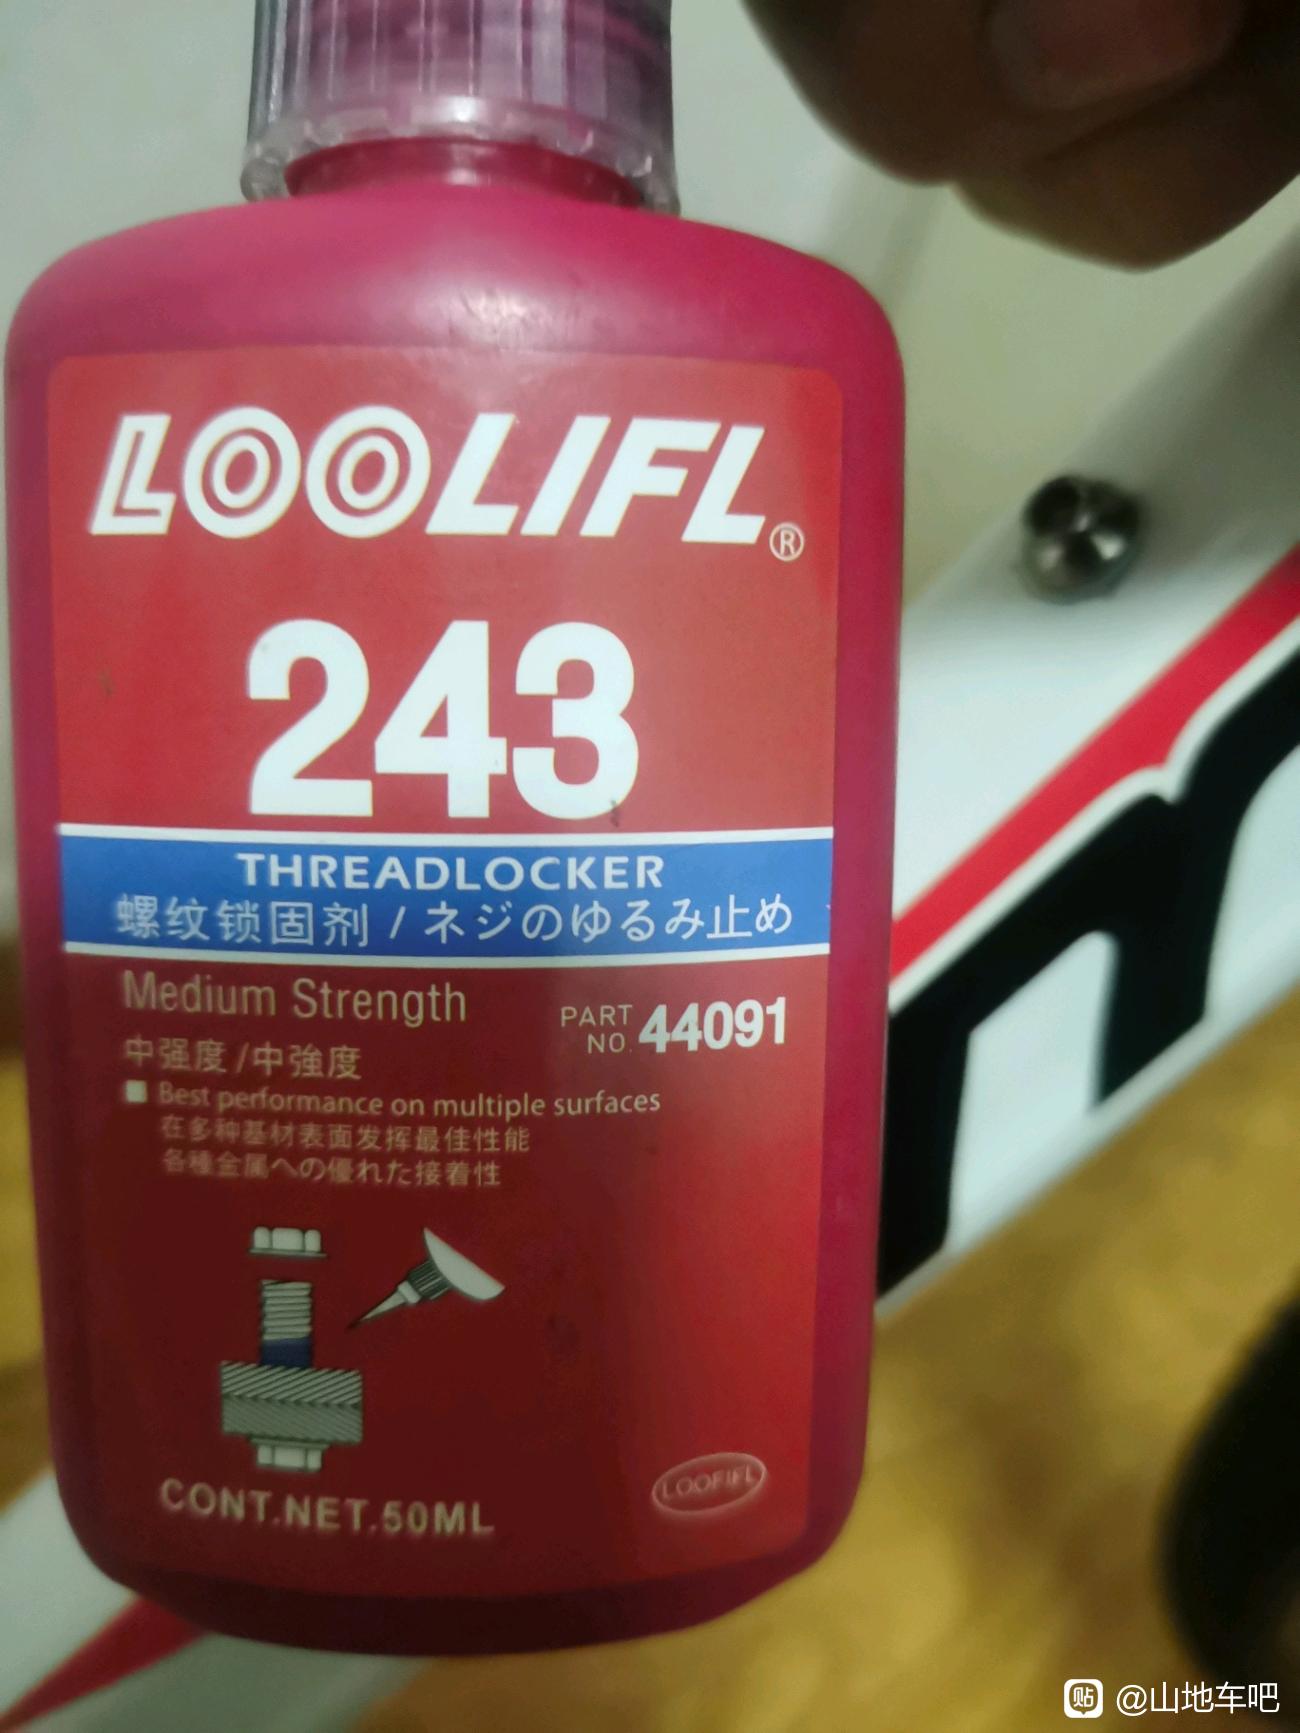 LOOLIFL®
243
THREADLOCKER
螺纹锁固剂 / ネジのゆるみ止め
Medium Strength
PART NO. 44091
中强度/中強度
■ Best performance on multiple surfaces
在多种基材表面发挥最佳性能
各種金属への優れた接着性
CONT.NET.50ML
LOOFIFL
贴 @山地车吧